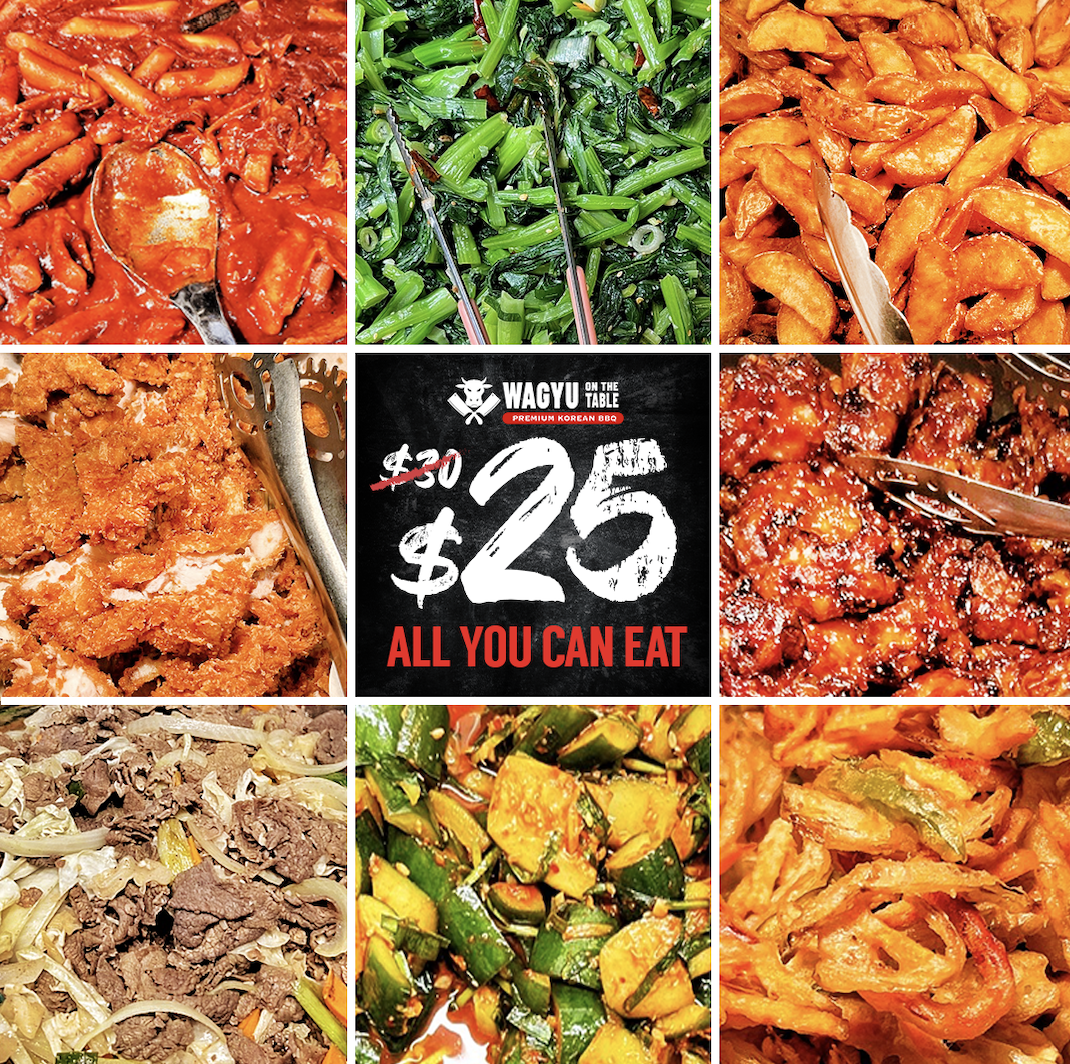 WAGYU ON THE TABLE
PREMIUM KOREAN BBQ
$30
$25
ALL YOU CAN EAT